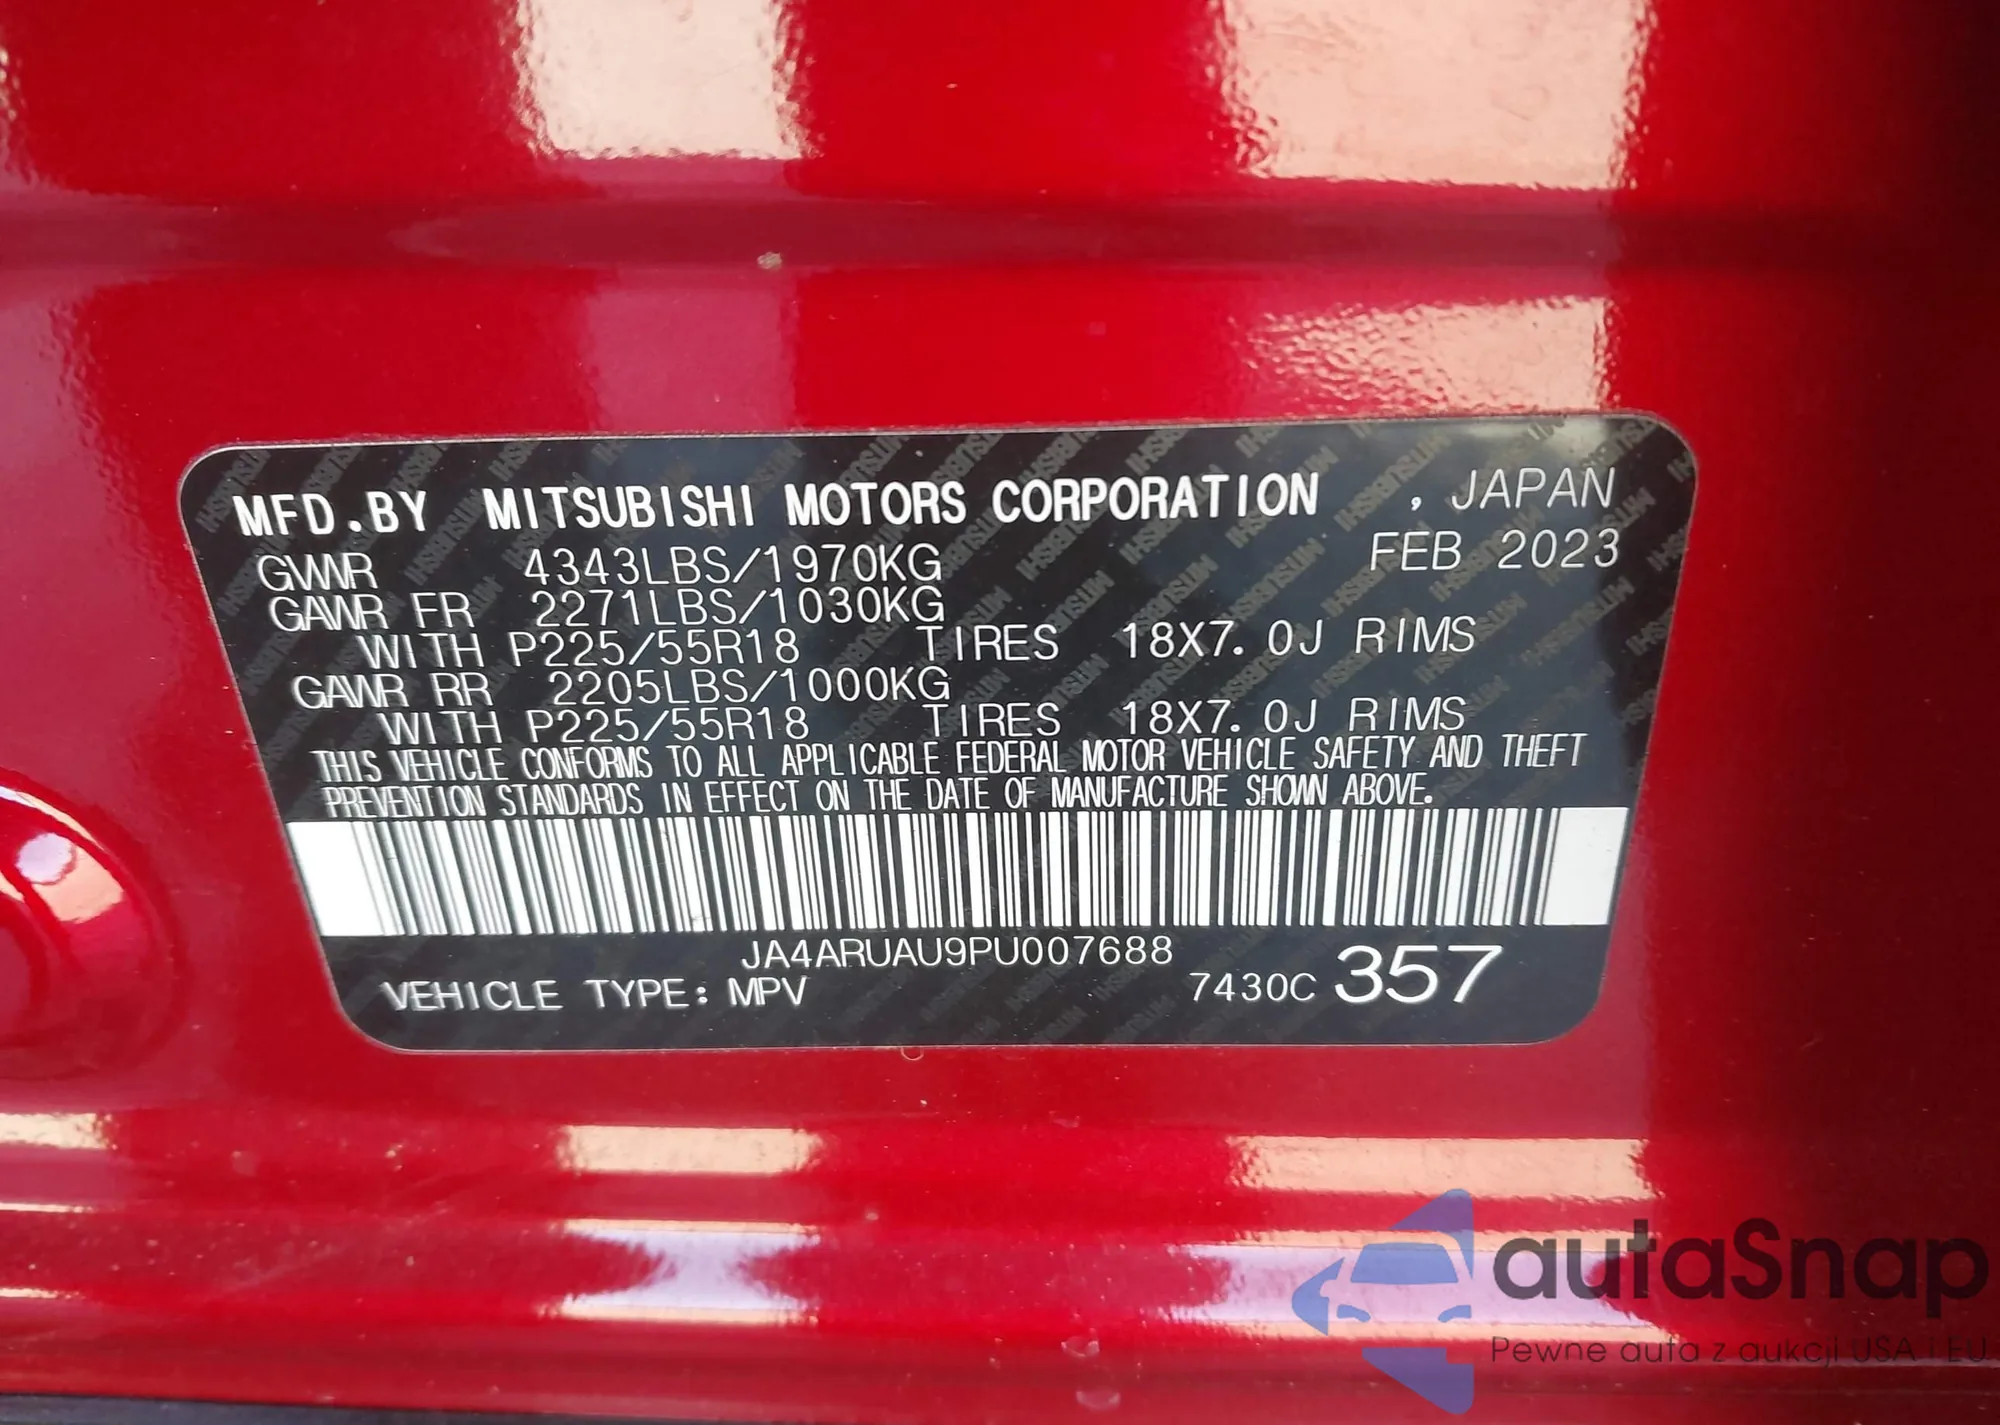 MFD.BY MITSUBISHI MOTORS CORPORATION , JAPAN
FEB 2023
GVWR 4343LBS/1970KG
GAWR FR 2271LBS/1030KG
WITH P225/55R18 TIRES 18X7.0J RIMS
GAWR RR 2205LBS/1000KG
WITH P225/55R18 TIRES 18X7.0J RIMS
THIS VEHICLE CONFORMS TO ALL APPLICABLE FEDERAL MOTOR VEHICLE SAFETY AND THEFT
PREVENTION STANDARDS IN EFFECT ON THE DATE OF MANUFACTURE SHOWN ABOVE.
JA4ARUAU9PU007688
VEHICLE TYPE: MPV 7430C 357
autaSnap
Pewne auta z aukcji USA i EU